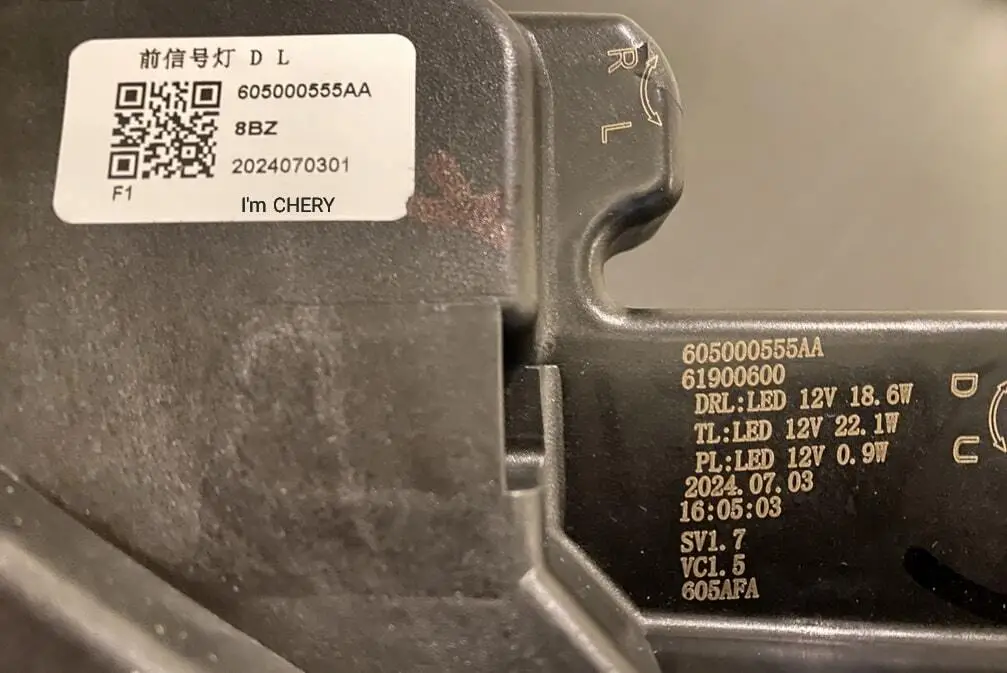 前信号灯 D L
605000555AA
8BZ
2024070301
F1
I'm CHERY
R
L
605000555AA
61900600
DRL:LED 12V 18.6W
TL:LED 12V 22.1W
PL:LED 12V 0.9W
2024.07.03
16:05:03
SV1.7
VC1.5
605AFA
D
U